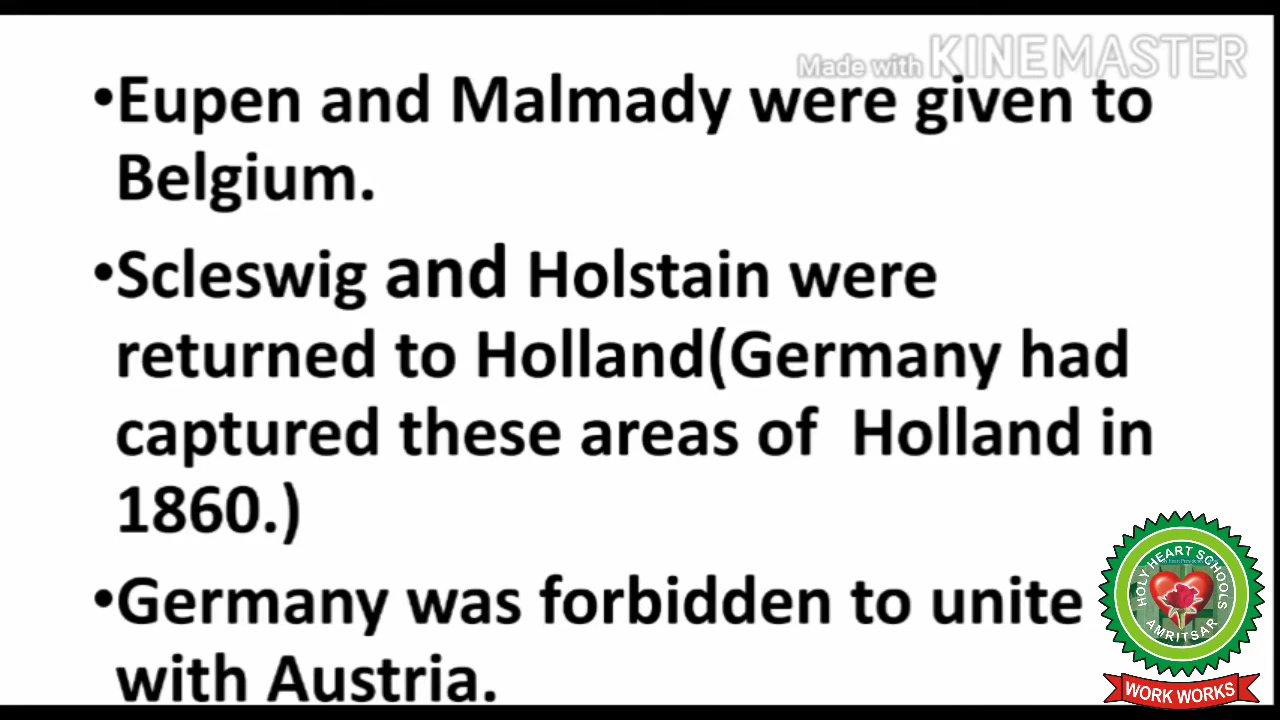 Made with KINEMASTER
•Eupen and Malmady were given to
Belgium.
•Scleswig and Holstain were
returned to Holland(Germany had
captured these areas of  Holland in
1860.)
•Germany was forbidden to unite
with Austria.
HOLY HEART SCHOOLS
AMRITSAR
WORK WORKS